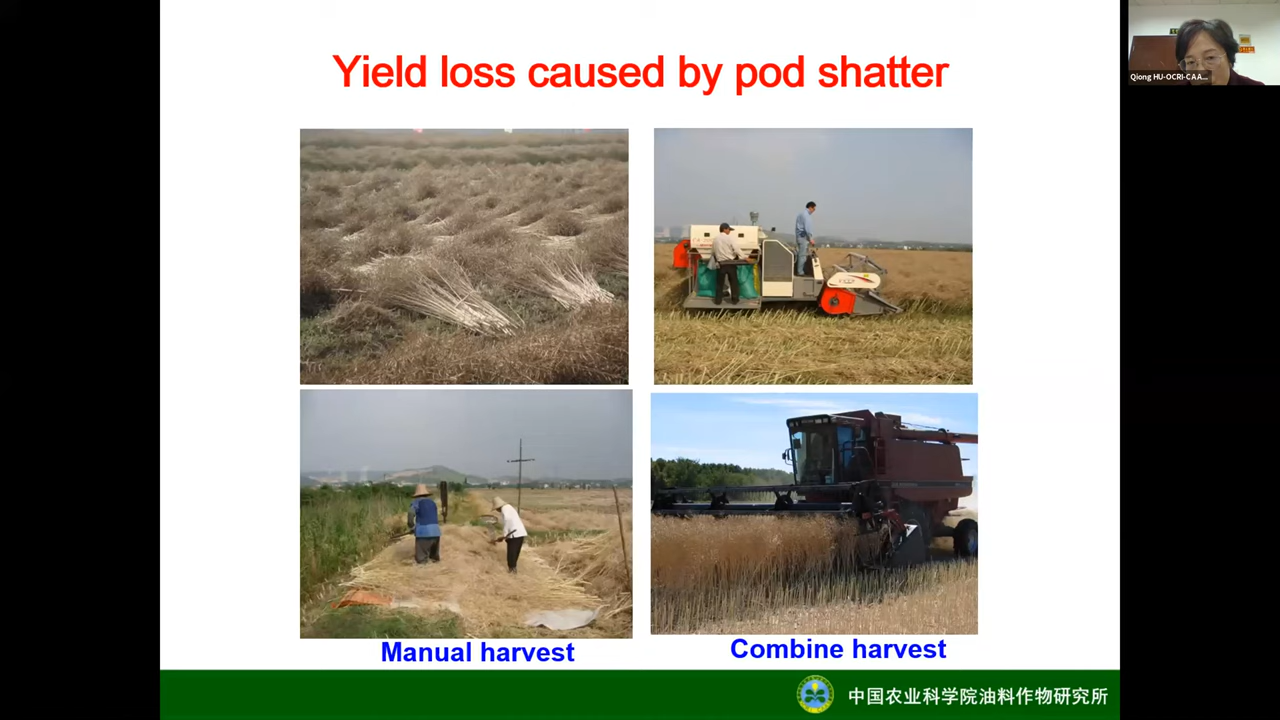 Yield loss caused by pod shatter
Qiong HU-OCRI-CAA...
Manual harvest
Combine harvest
中国农业科学院油料作物研究所